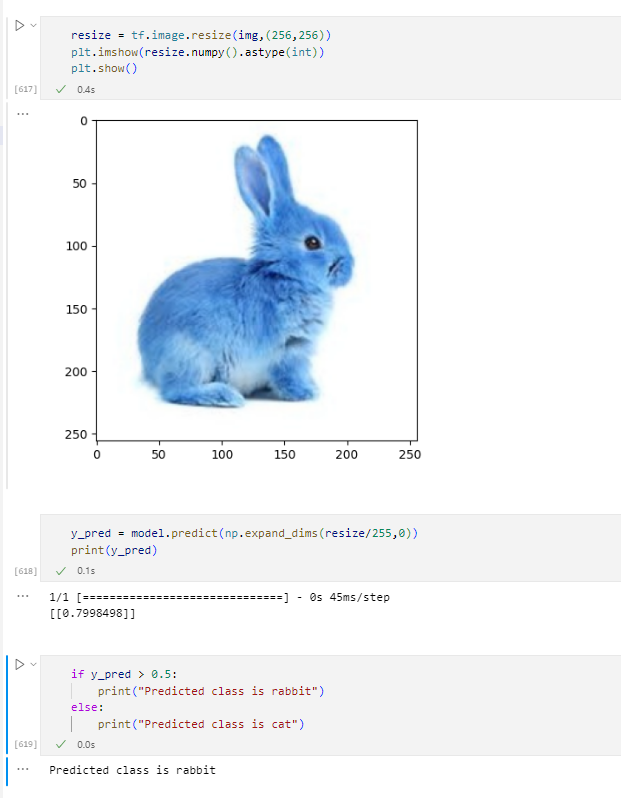 resize = tf.image.resize(img,(256,256))
plt.imshow(resize.numpy().astype(int))
plt.show()
[617]
0.4s
...
0
50
100
150
200
250
0 50 100 150 200 250
y_pred = model.predict(np.expand_dims(resize/255,0))
print(y_pred)
[618]
0.1s
...
1/1 [==============================] - 0s 45ms/step
[[0.7998498]]
if y_pred > 0.5:
    print("Predicted class is rabbit")
else:
    print("Predicted class is cat")
[619]
0.0s
...
Predicted class is rabbit